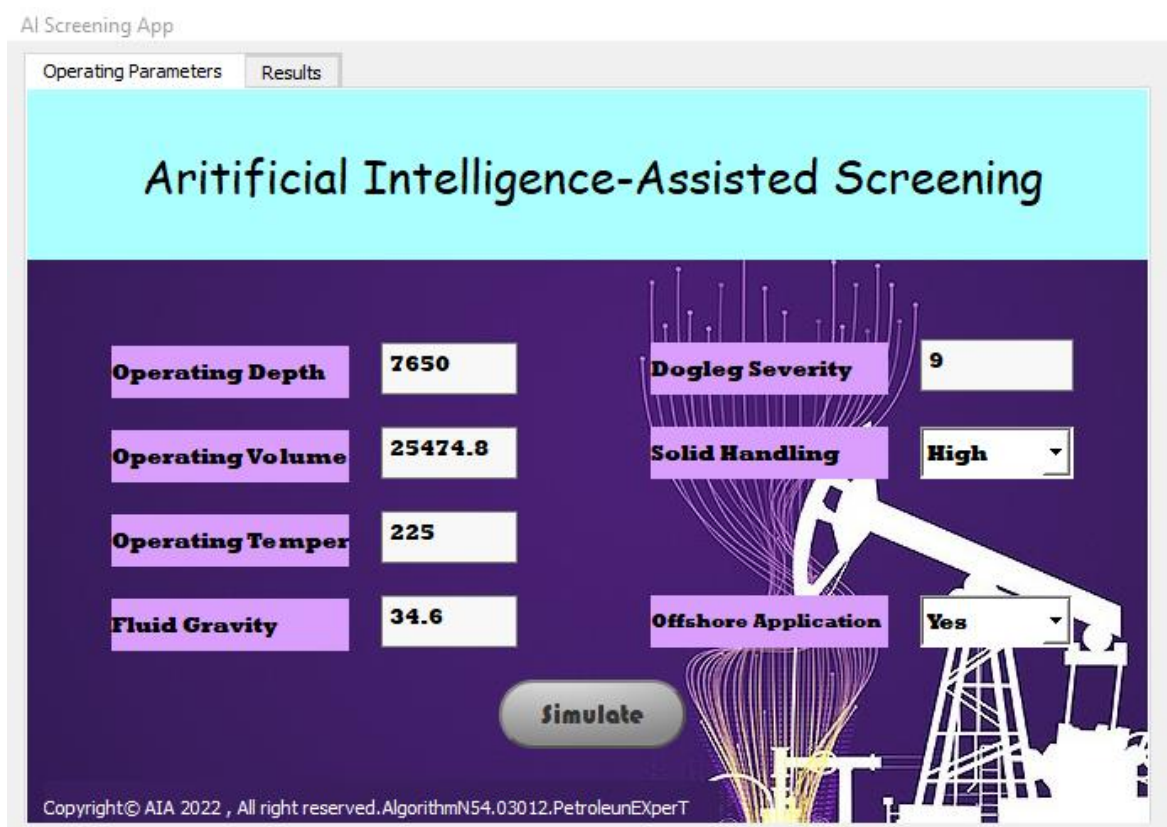 AI Screening App
Operating Parameters Results
Aritificial Intelligence-Assisted Screening
Operating Depth 7650 Dogleg Severity 9
Operating Volume 25474.8 Solid Handling High
Operating Temper 225
Fluid Gravity 34.6 Offshore Application Yes
Simulate
Copyright© AIA 2022 , All right reserved.AlgorithmN54.03012.PetroleunEXperT